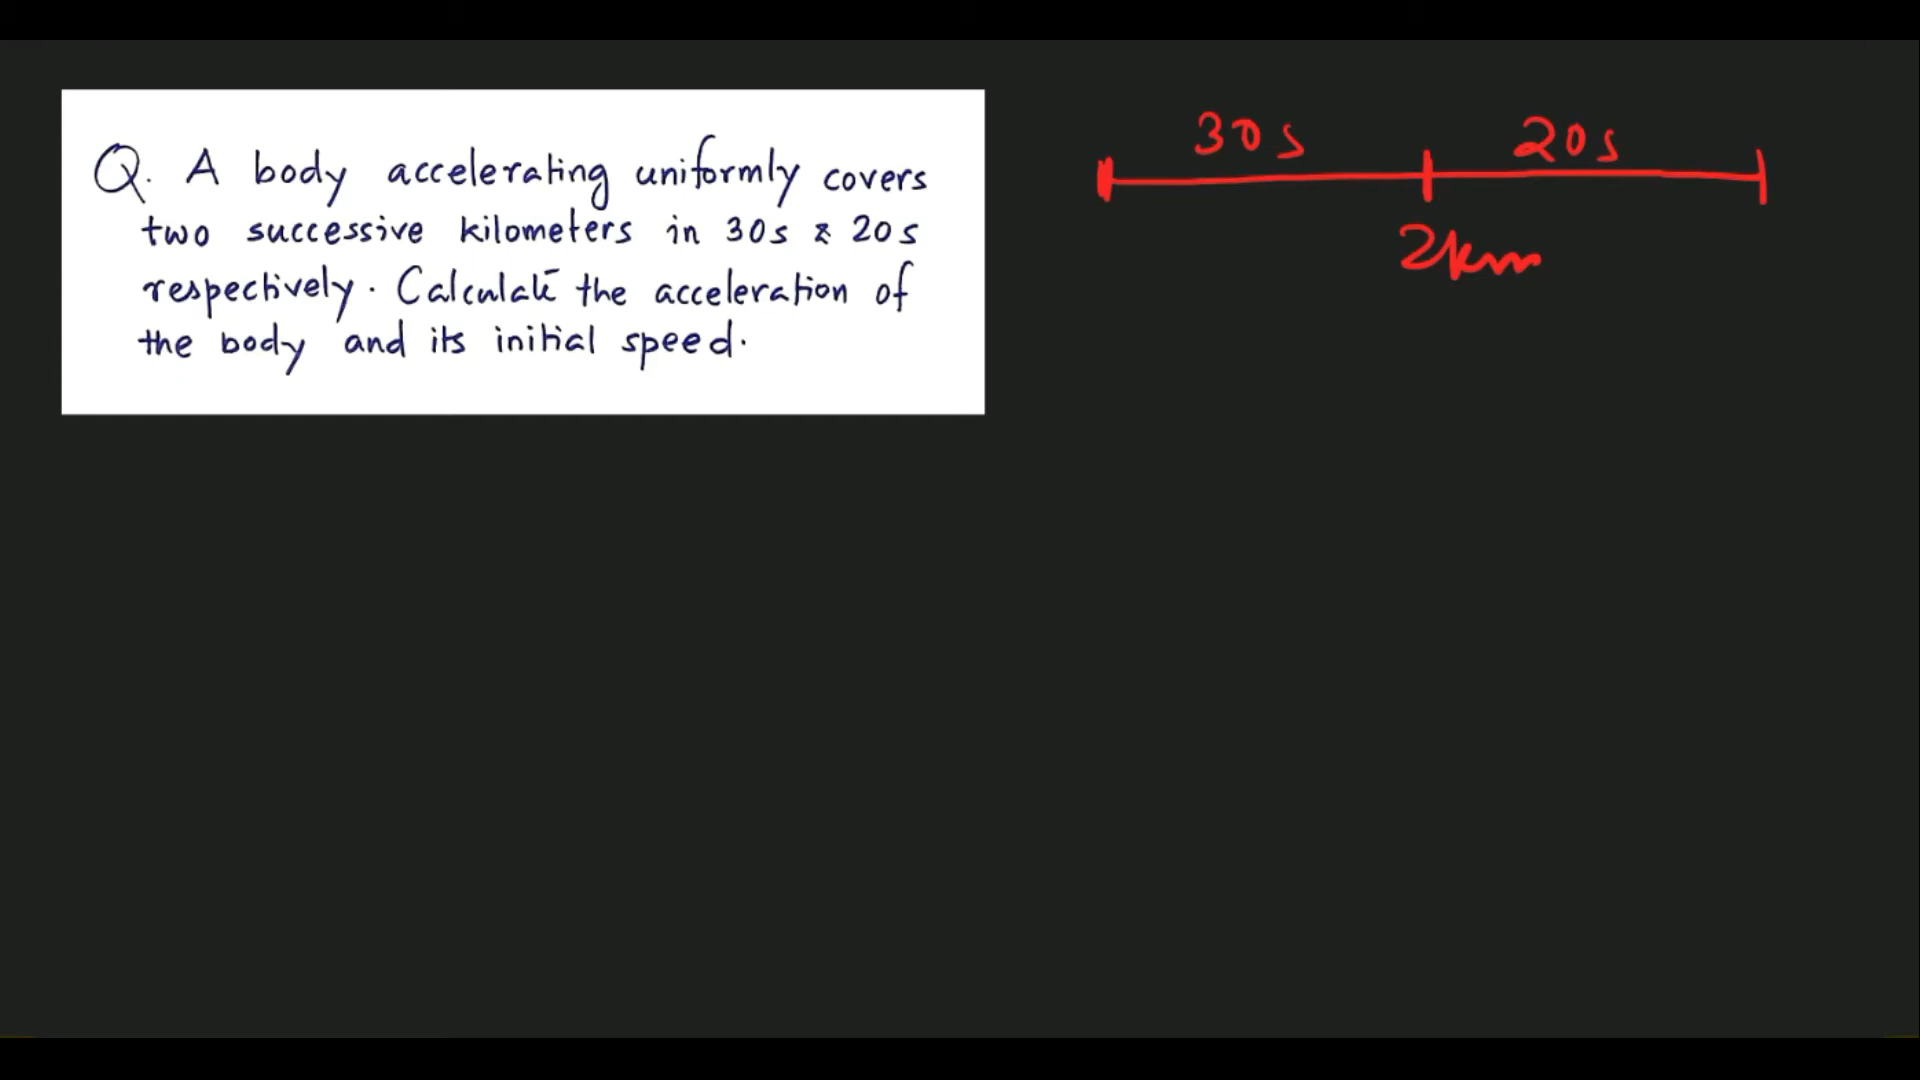 Q. A body accelerating uniformly covers
two successive kilometers in 30s & 20s
respectively. Calculate the acceleration of
the body and its initial speed.
30s 20s
2km